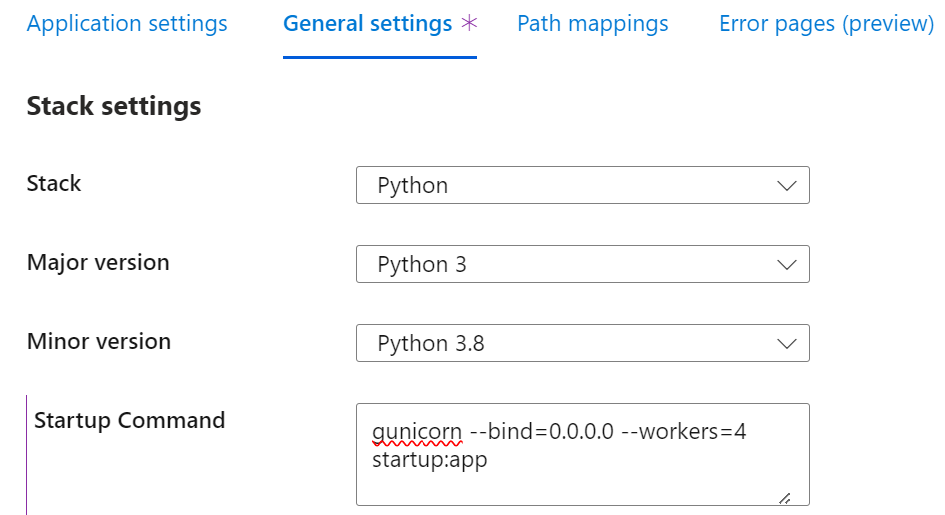 Application settings General settings * Path mappings Error pages (preview)
Stack settings
Stack Python
Major version Python 3
Minor version Python 3.8
Startup Command gunicorn --bind=0.0.0.0 --workers=4
startup:app